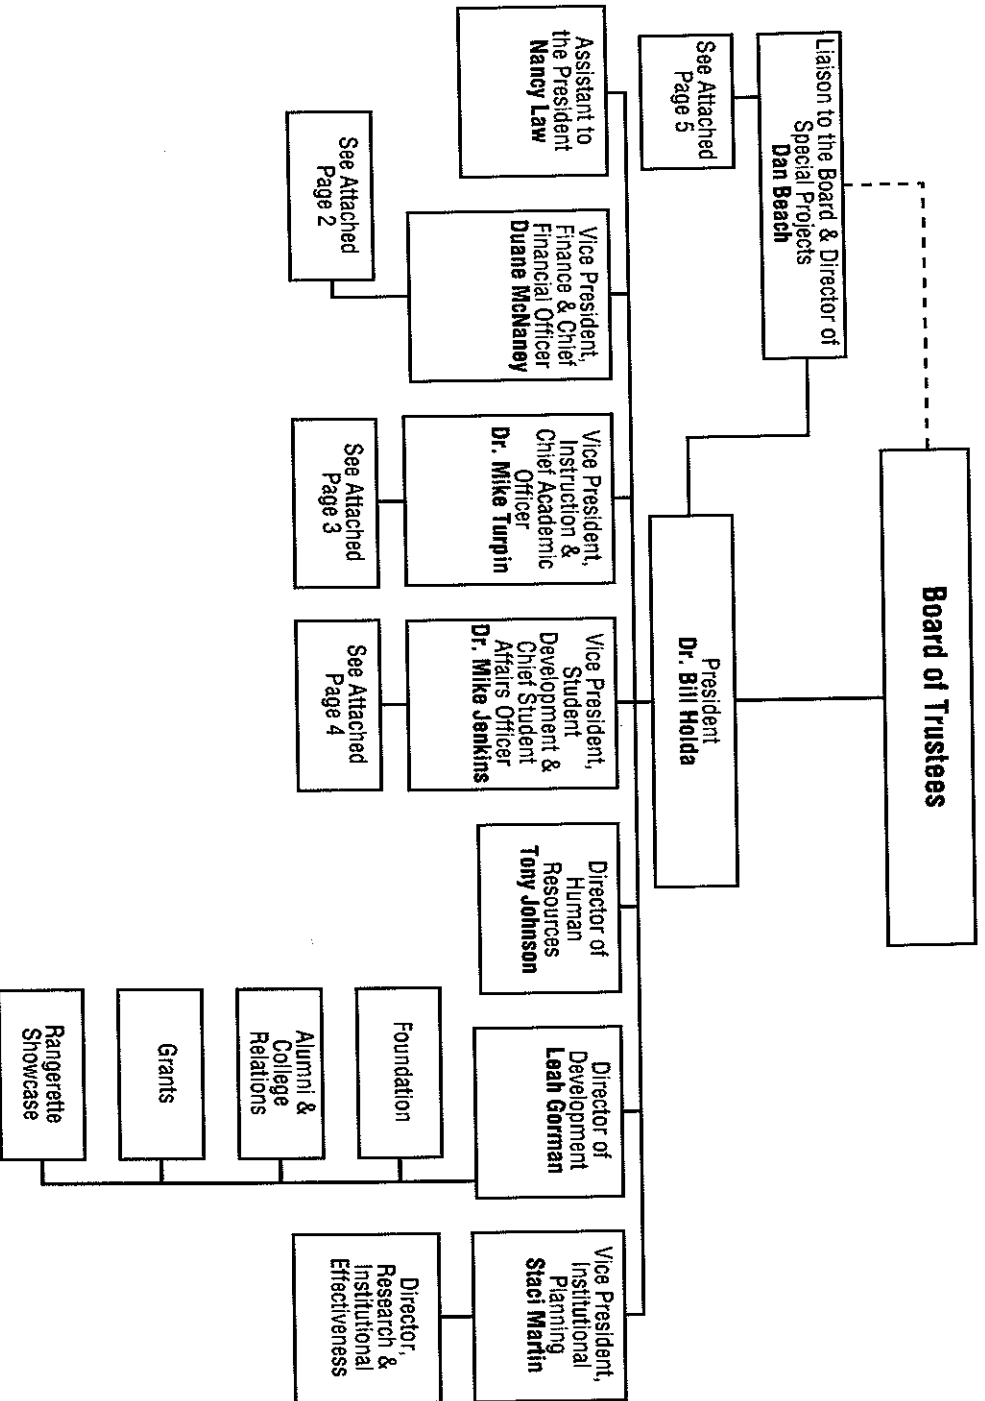 Board of Trustees
Liaison to the Board & Director of
Special Projects
Dan Beach
See Attached
Page 5
President
Dr. Bill Holda
Assistant to
the President
Nancy Law
Vice President,
Finance & Chief
Financial Officer
Duane McNaney
See Attached
Page 2
Vice President,
Instruction &
Chief Academic
Officer
Dr. Mike Turpin
See Attached
Page 3
Vice President,
Student
Development &
Chief Student
Affairs Officer
Dr. Mike Jenkins
See Attached
Page 4
Director of
Human
Resources
Tony Johnson
Director of
Development
Leah Gorman
Foundation
Alumni &
College
Relations
Grants
Rangerette
Showcase
Vice President,
Institutional
Planning
Staci Martin
Director,
Research &
Institutional
Effectiveness